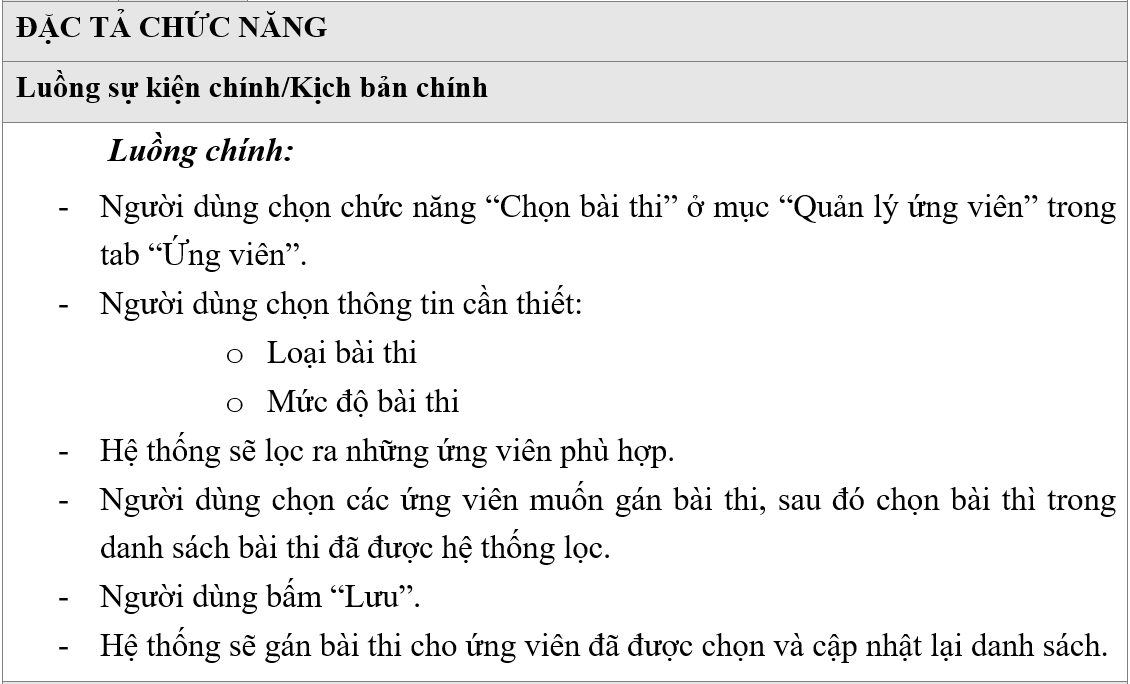 ĐẶC TẢ CHỨC NĂNG
Luồng sự kiện chính/Kịch bản chính
Luồng chính:
- Người dùng chọn chức năng “Chọn bài thi” ở mục “Quản lý ứng viên” trong
tab “Ứng viên”.
- Người dùng chọn thông tin cần thiết:
o Loại bài thi
o Mức độ bài thi
- Hệ thống sẽ lọc ra những ứng viên phù hợp.
- Người dùng chọn các ứng viên muốn gán bài thi, sau đó chọn bài thì trong
danh sách bài thi đã được hệ thống lọc.
- Người dùng bấm “Lưu”.
- Hệ thống sẽ gán bài thi cho ứng viên đã được chọn và cập nhật lại danh sách.